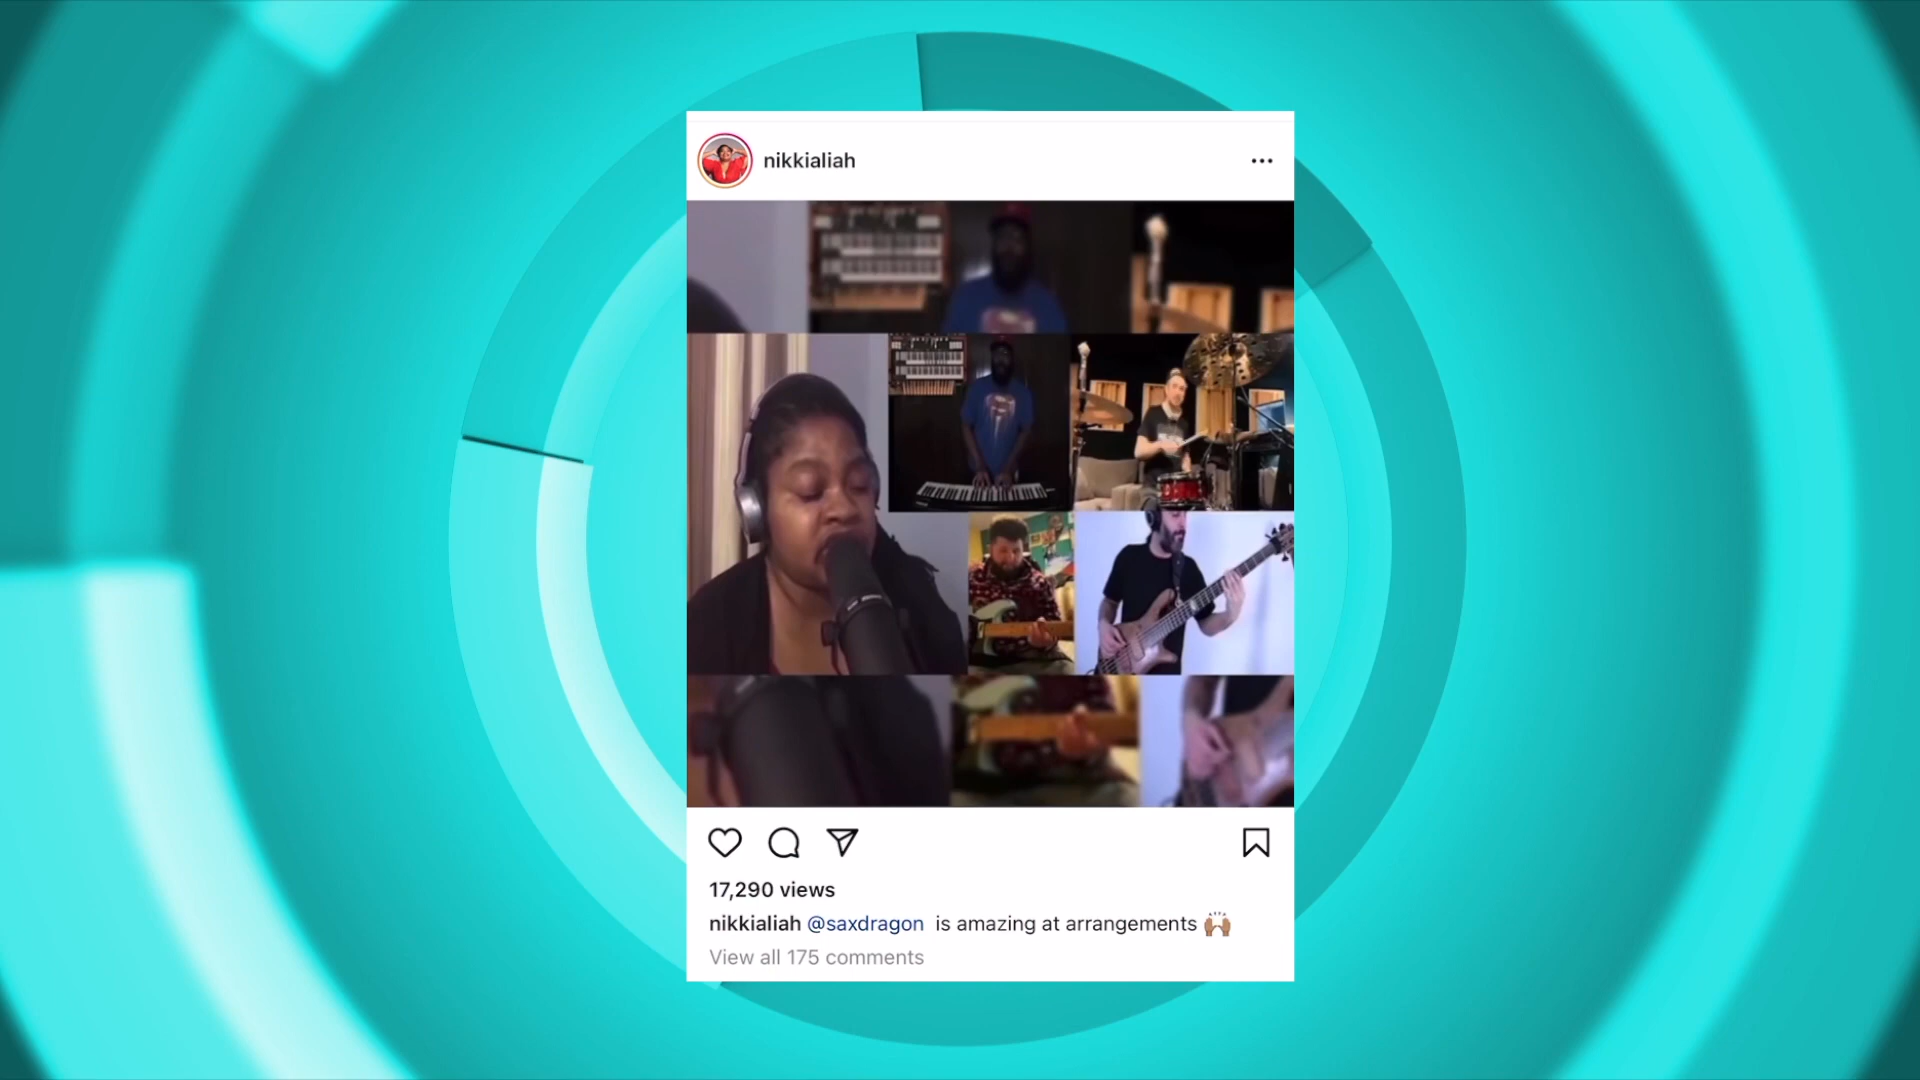 nikkialiah
17,290 views
nikkialiah @saxdragon is amazing at arrangements 🙌🏽
View all 175 comments